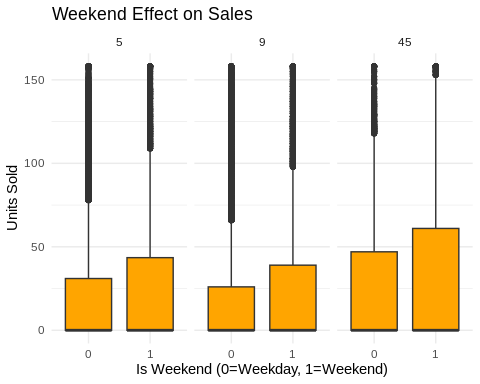 Weekend Effect on Sales
5 9 45
150
100
50
0
Units Sold
0 1 0 1 0 1
Is Weekend (0=Weekday, 1=Weekend)